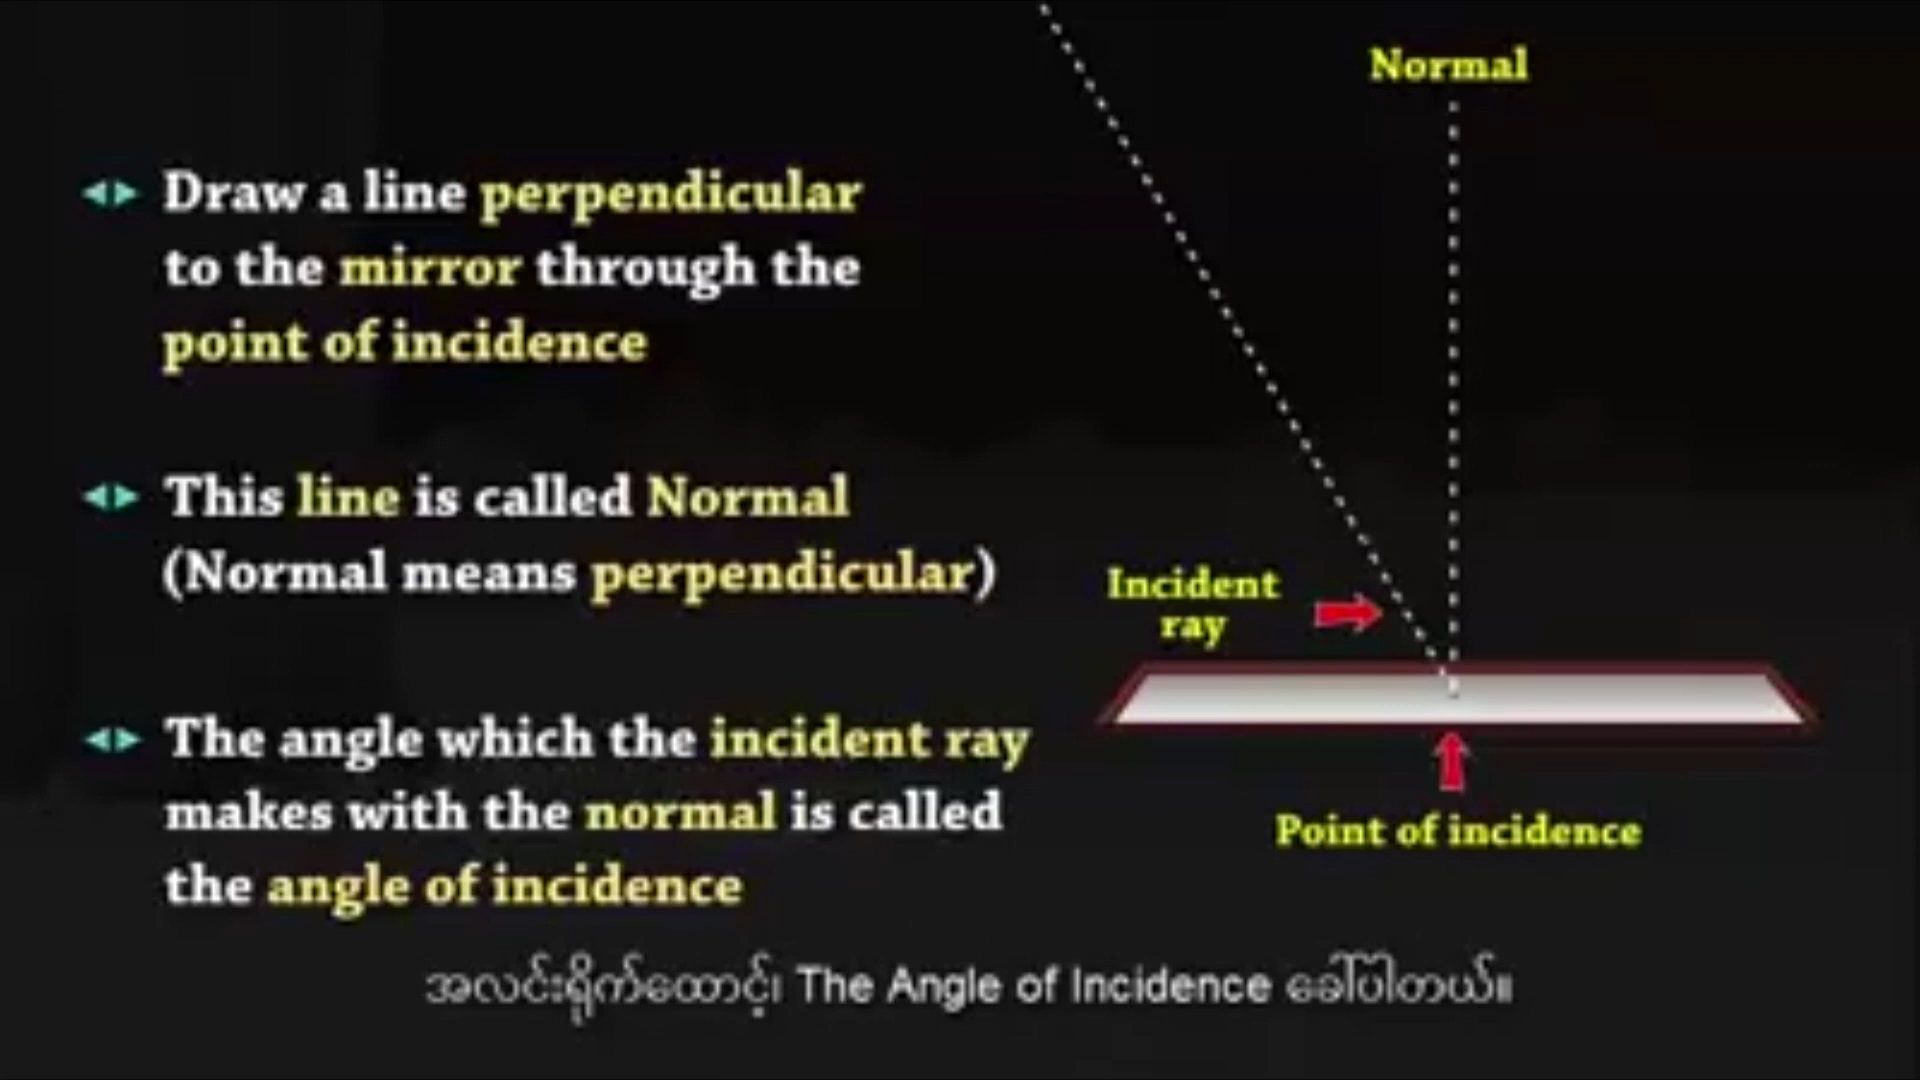 Normal
Draw a line perpendicular
to the mirror through the
point of incidence
This line is called Normal
(Normal means perpendicular)
Incident
ray
The angle which the incident ray
makes with the normal is called
the angle of incidence
Point of incidence
အလင်းရိုက်ထောင့်၊ The Angle of Incidence ခေါ်ပါတယ်။